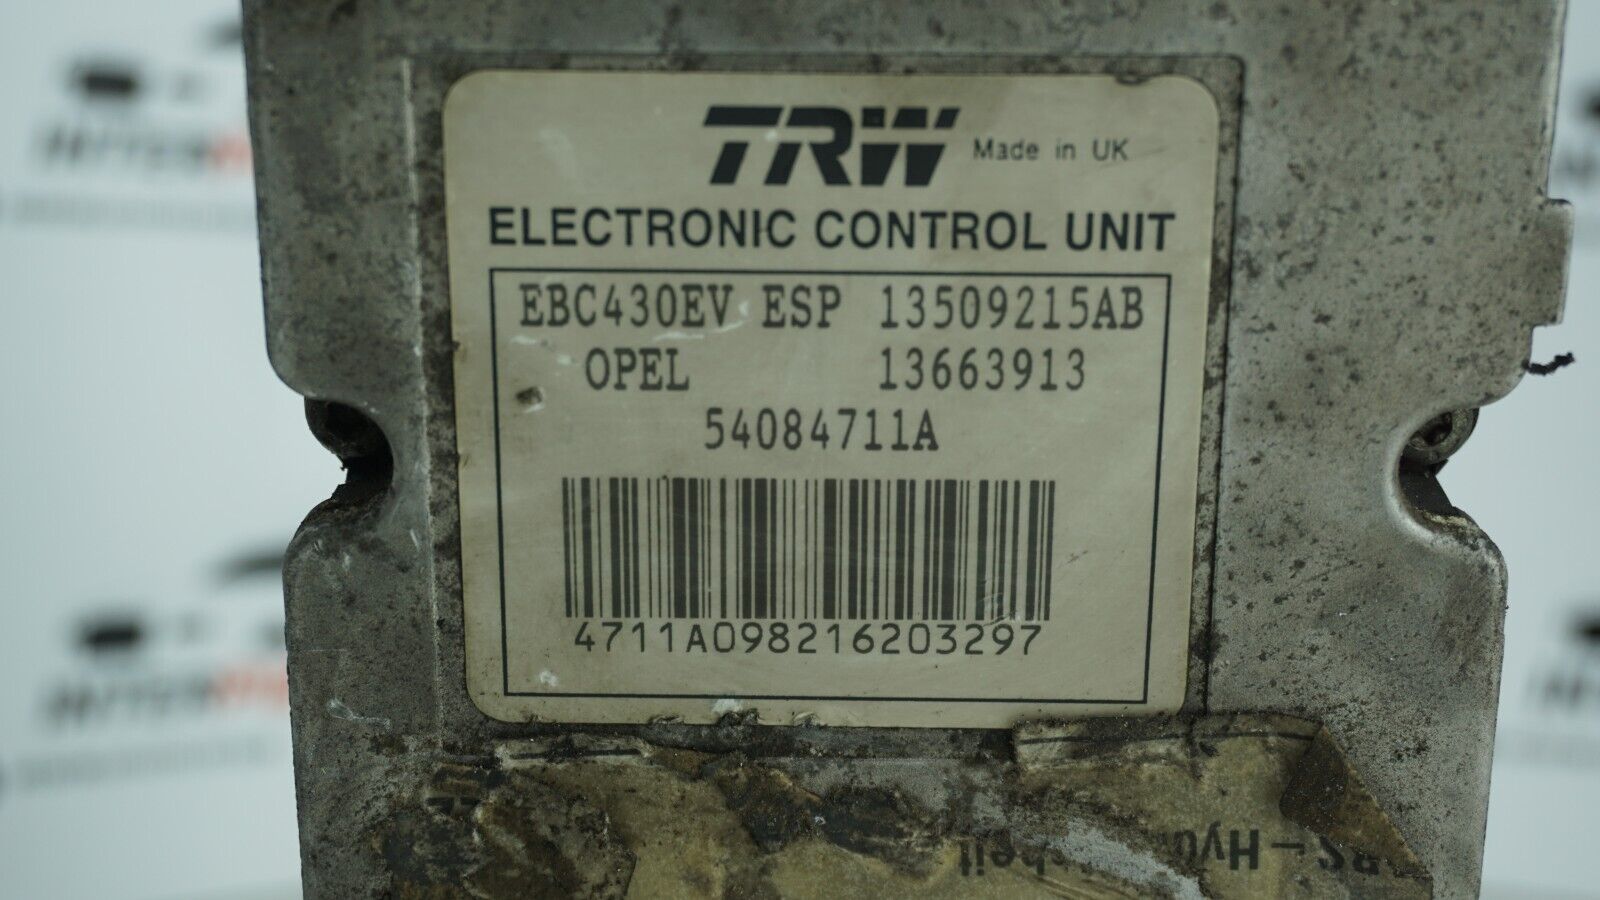 TRW Made in UK
ELECTRONIC CONTROL UNIT
EBC430EV ESP 13509215AB
OPEL 13663913
54084711A
4711A098216203297